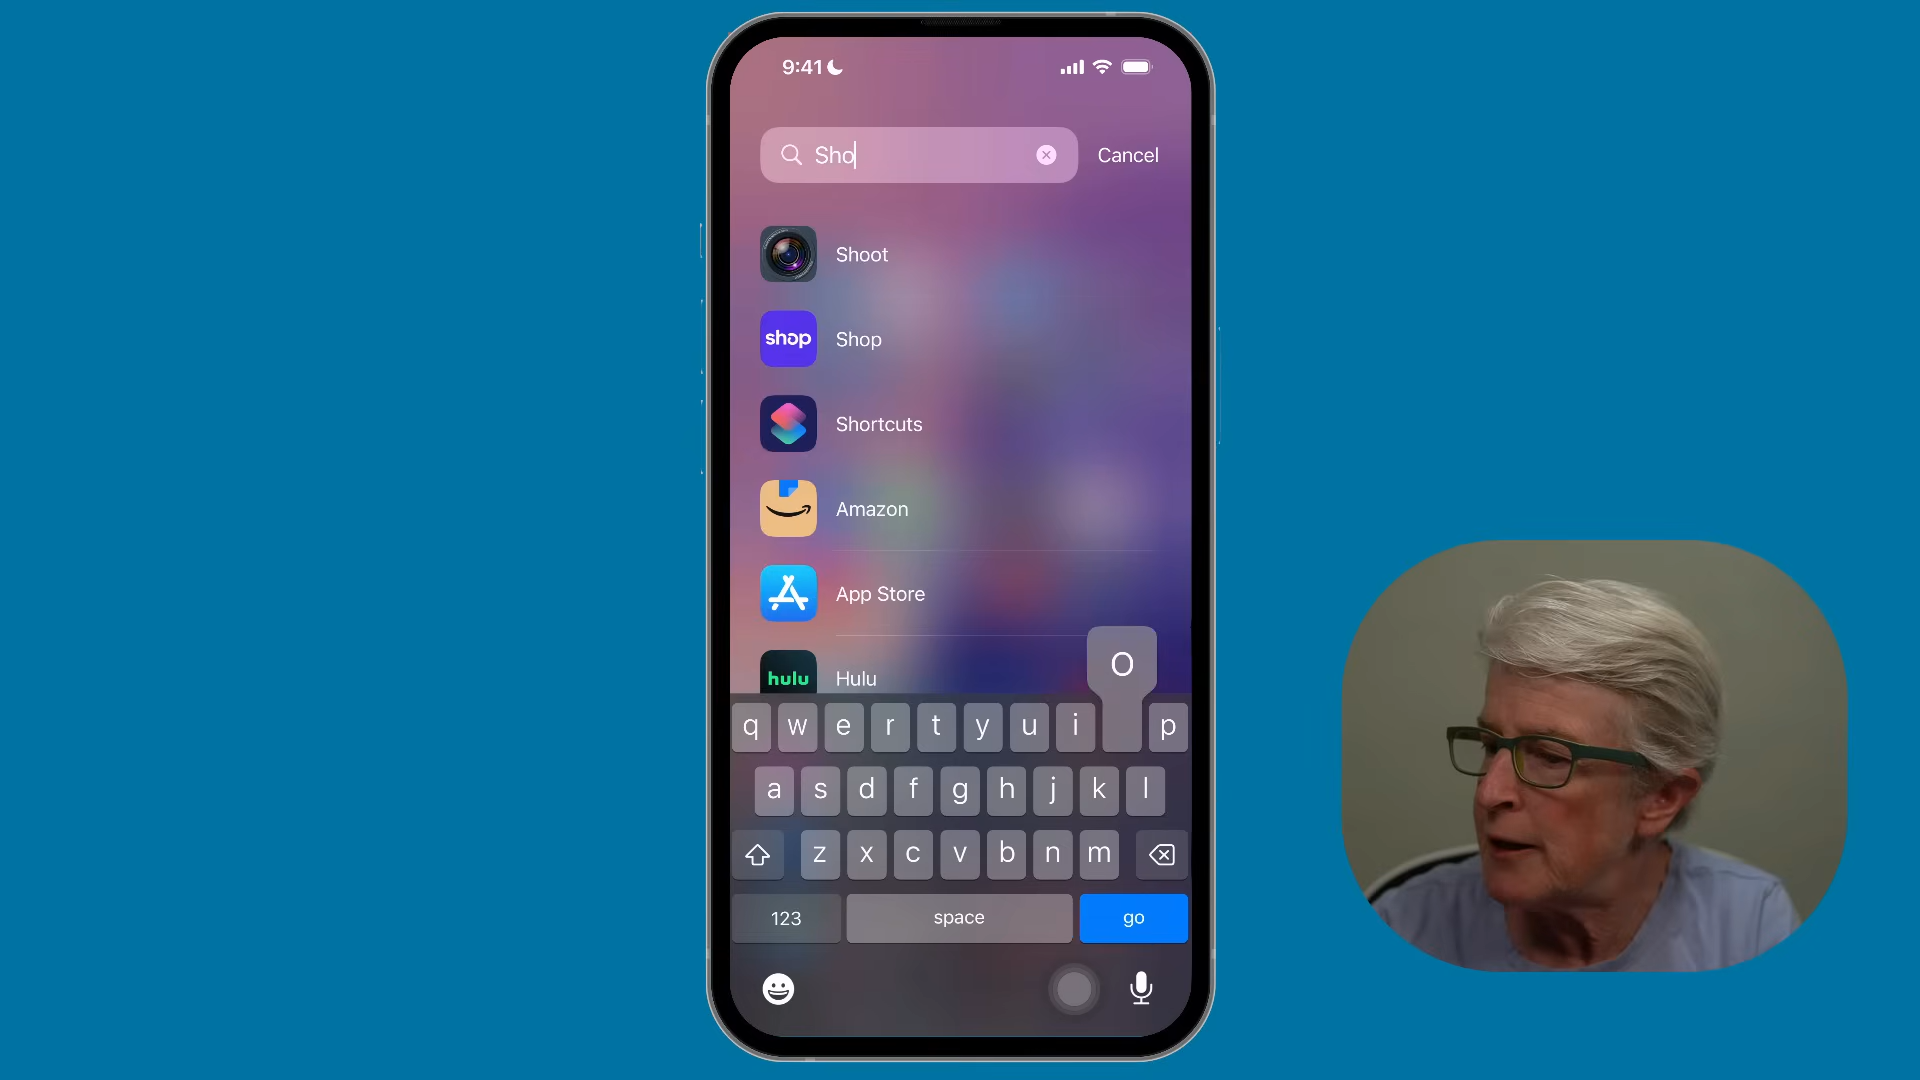 9:41
Sho
Cancel
Shoot
shop
Shop
Shortcuts
Amazon
App Store
hulu
Hulu
O
q w e r t y u i p
a s d f g h j k l
z x c v b n m
123
space
go